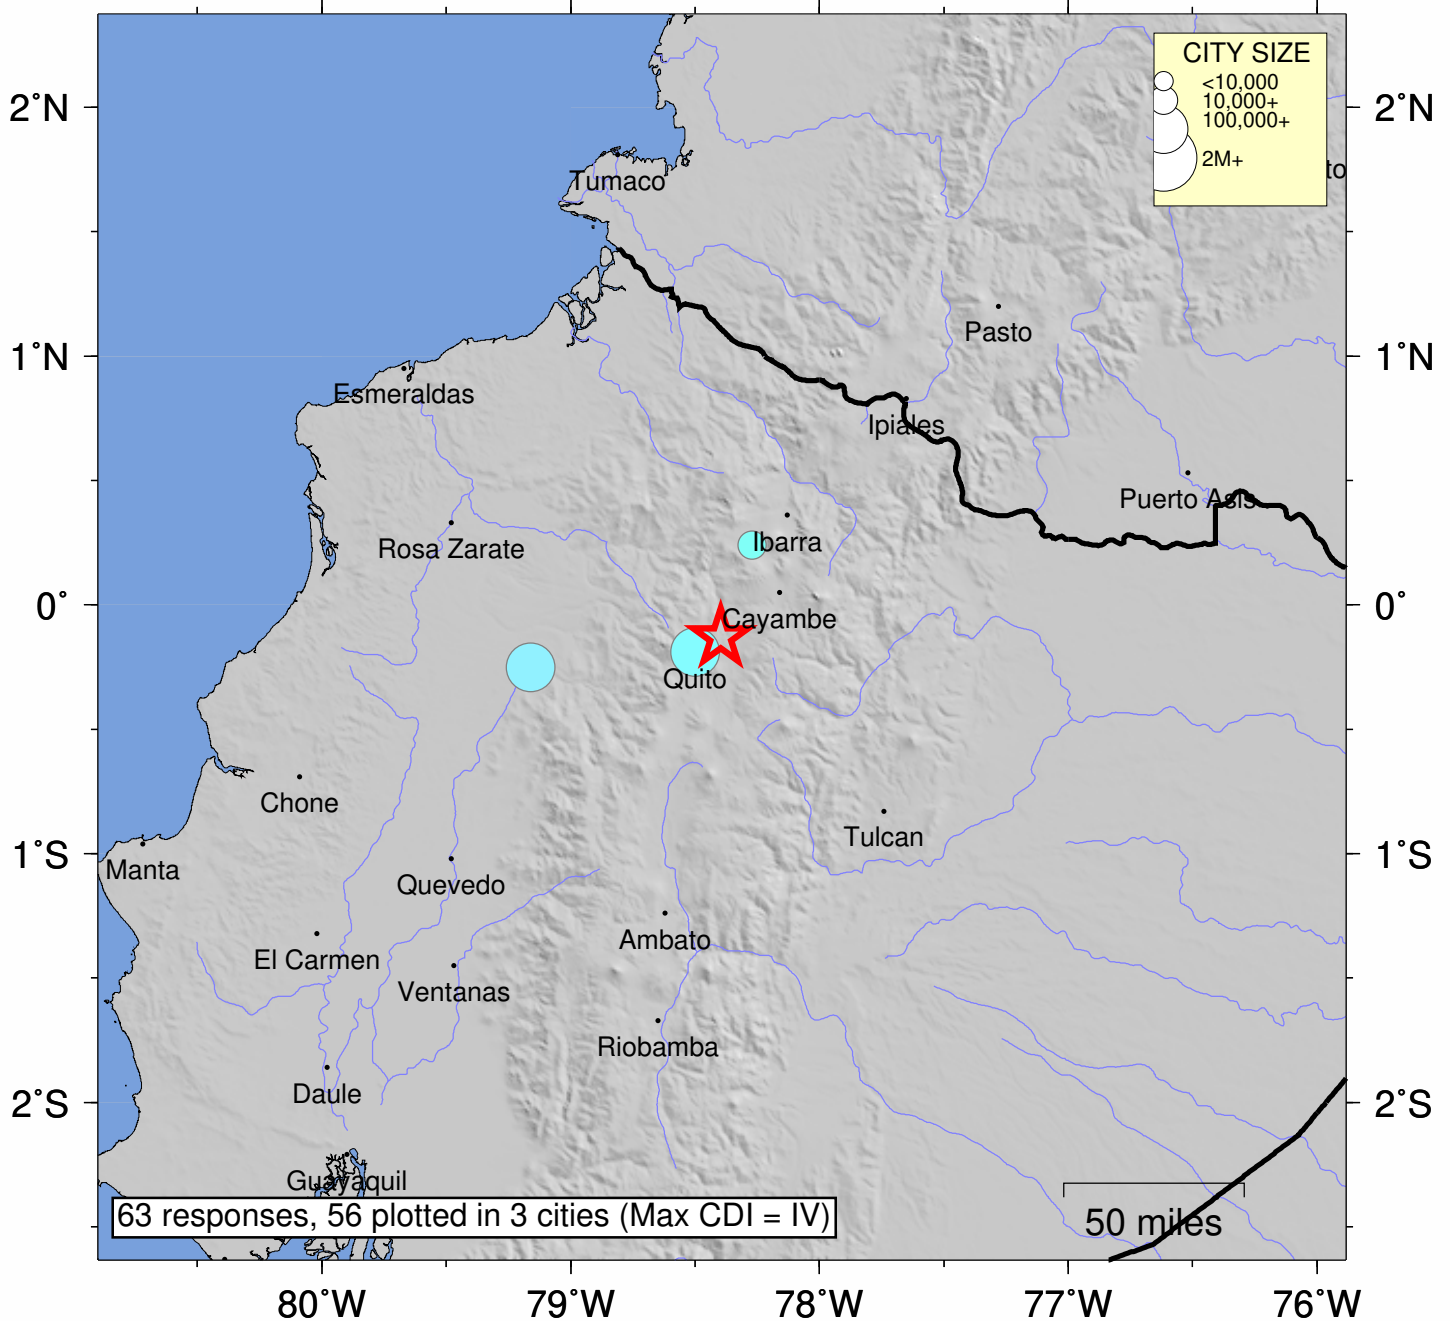 CITY SIZE
<10,000
10,000+
100,000+
2M+
2˚N
2˚N
to
Tumaco
Pasto
1˚N
1˚N
Esmeraldas
Ipiales
Puerto Asis
Rosa Zarate
Ibarra
0˚
0˚
Cayambe
Quito
Chone
Tulcan
1˚S
1˚S
Manta
Quevedo
Ambato
El Carmen
Ventanas
Riobamba
Daule
2˚S
2˚S
Guayaquil
63 responses, 56 plotted in 3 cities (Max CDI = IV)
50 miles
80˚W
79˚W
78˚W
77˚W
76˚W